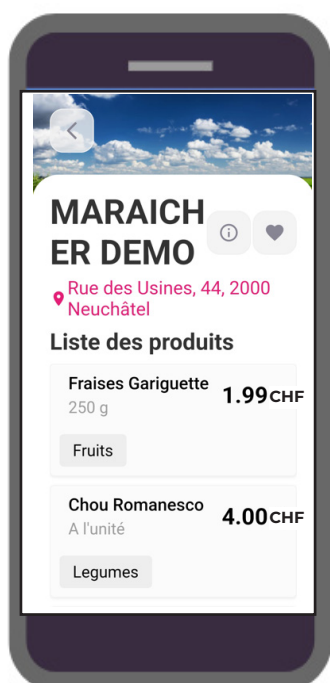 MARAICH
ER DEMO
Rue des Usines, 44, 2000
Neuchâtel
Liste des produits
Fraises Gariguette 1.99CHF
250 g
Fruits
Chou Romanesco 4.00CHF
A l'unité
Legumes